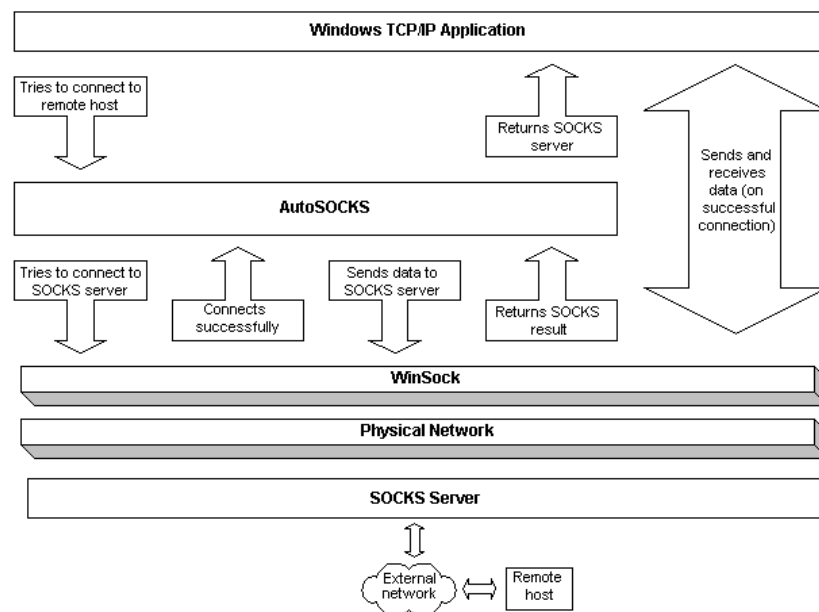 Windows TCP/IP Application
Tries to connect to
remote host
Returns SOCKS
server
Sends and
receives
data (on
successful
connection)
AutoSOCKS
Tries to connect to
SOCKS server
Connects
successfully
Sends data to
SOCKS server
Returns SOCKS
result
WinSock
Physical Network
SOCKS Server
External
network
Remote
host